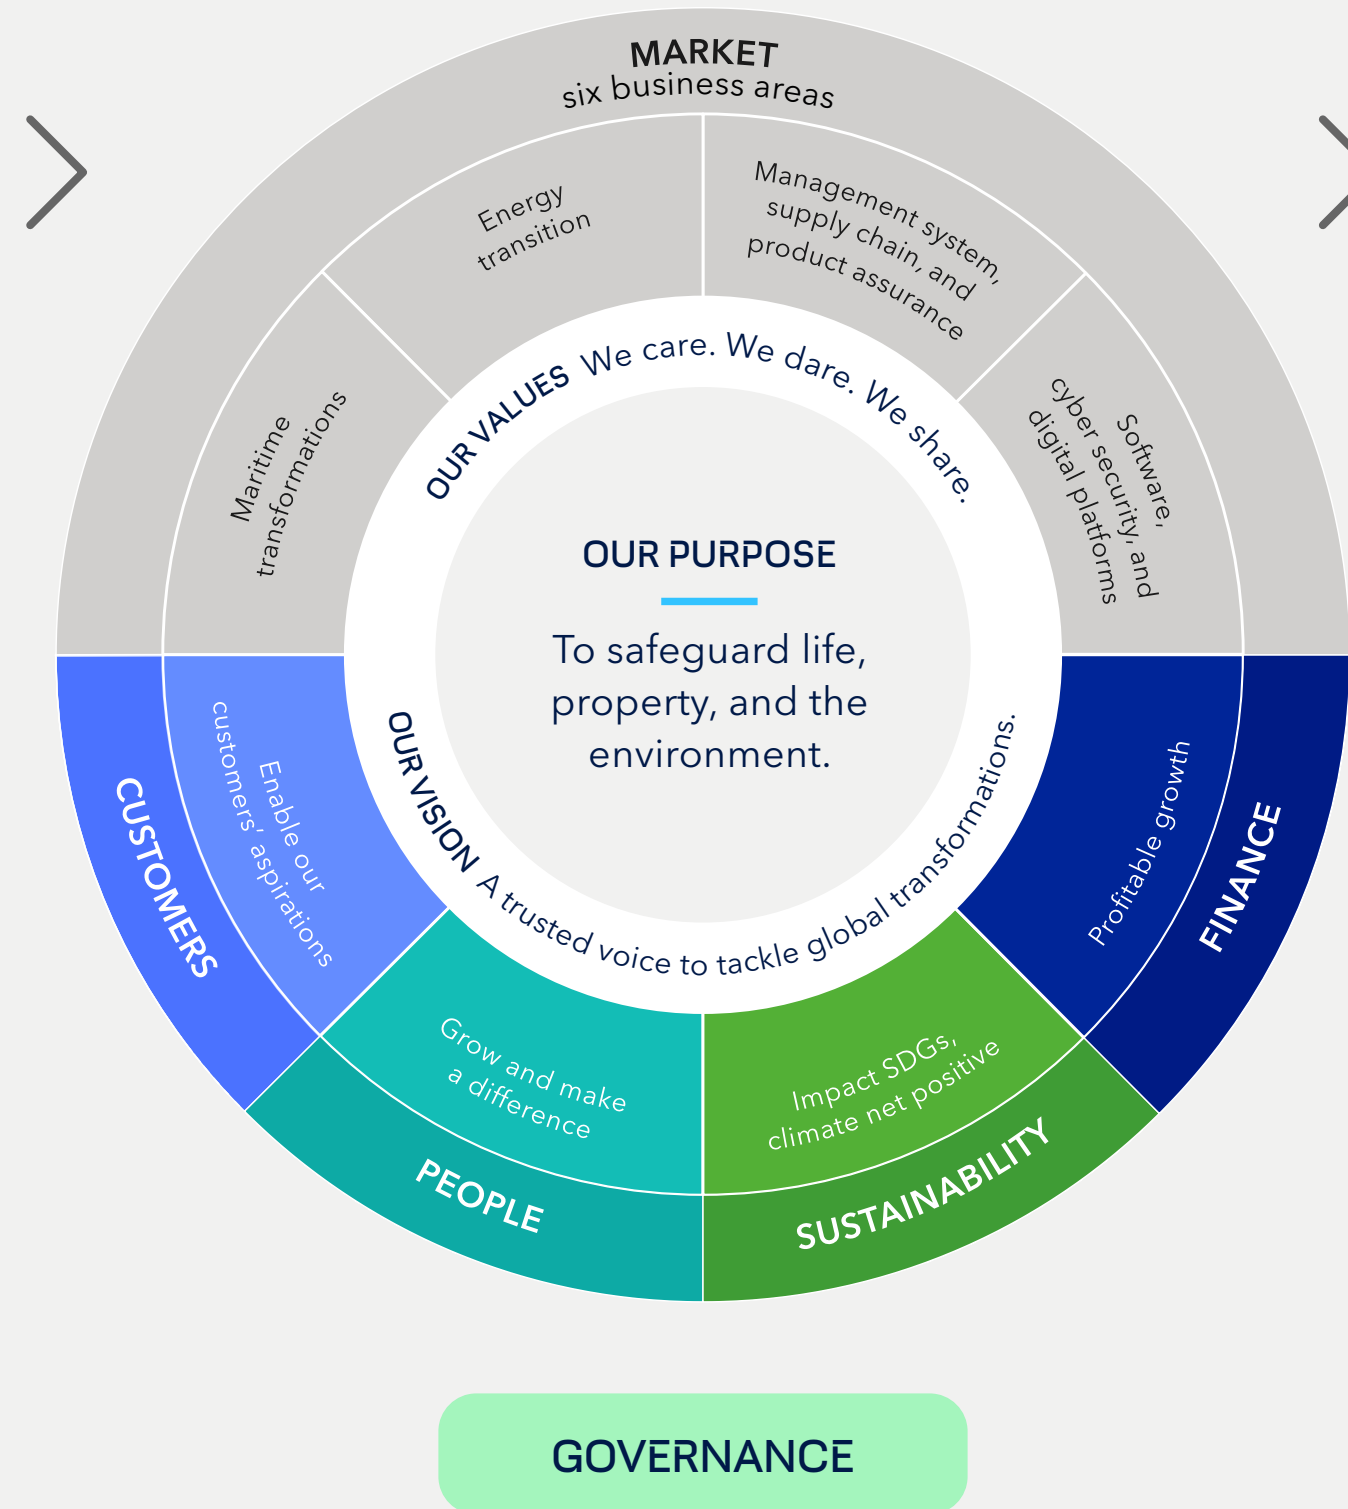 MARKET
six business areas
Maritime
transformations
Energy
transition
Management system,
supply chain, and
product assurance
Software,
cyber security, and
digital platforms
OUR VALUES We care. We dare. We share.
OUR PURPOSE
To safeguard life,
property, and the
environment.
OUR VISION A trusted voice to tackle global transformations.
CUSTOMERS
Enable our
customers’ aspirations
PEOPLE
Grow and make
a difference
SUSTAINABILITY
Impact SDGs,
climate net positive
FINANCE
Profitable growth
GOVERNANCE